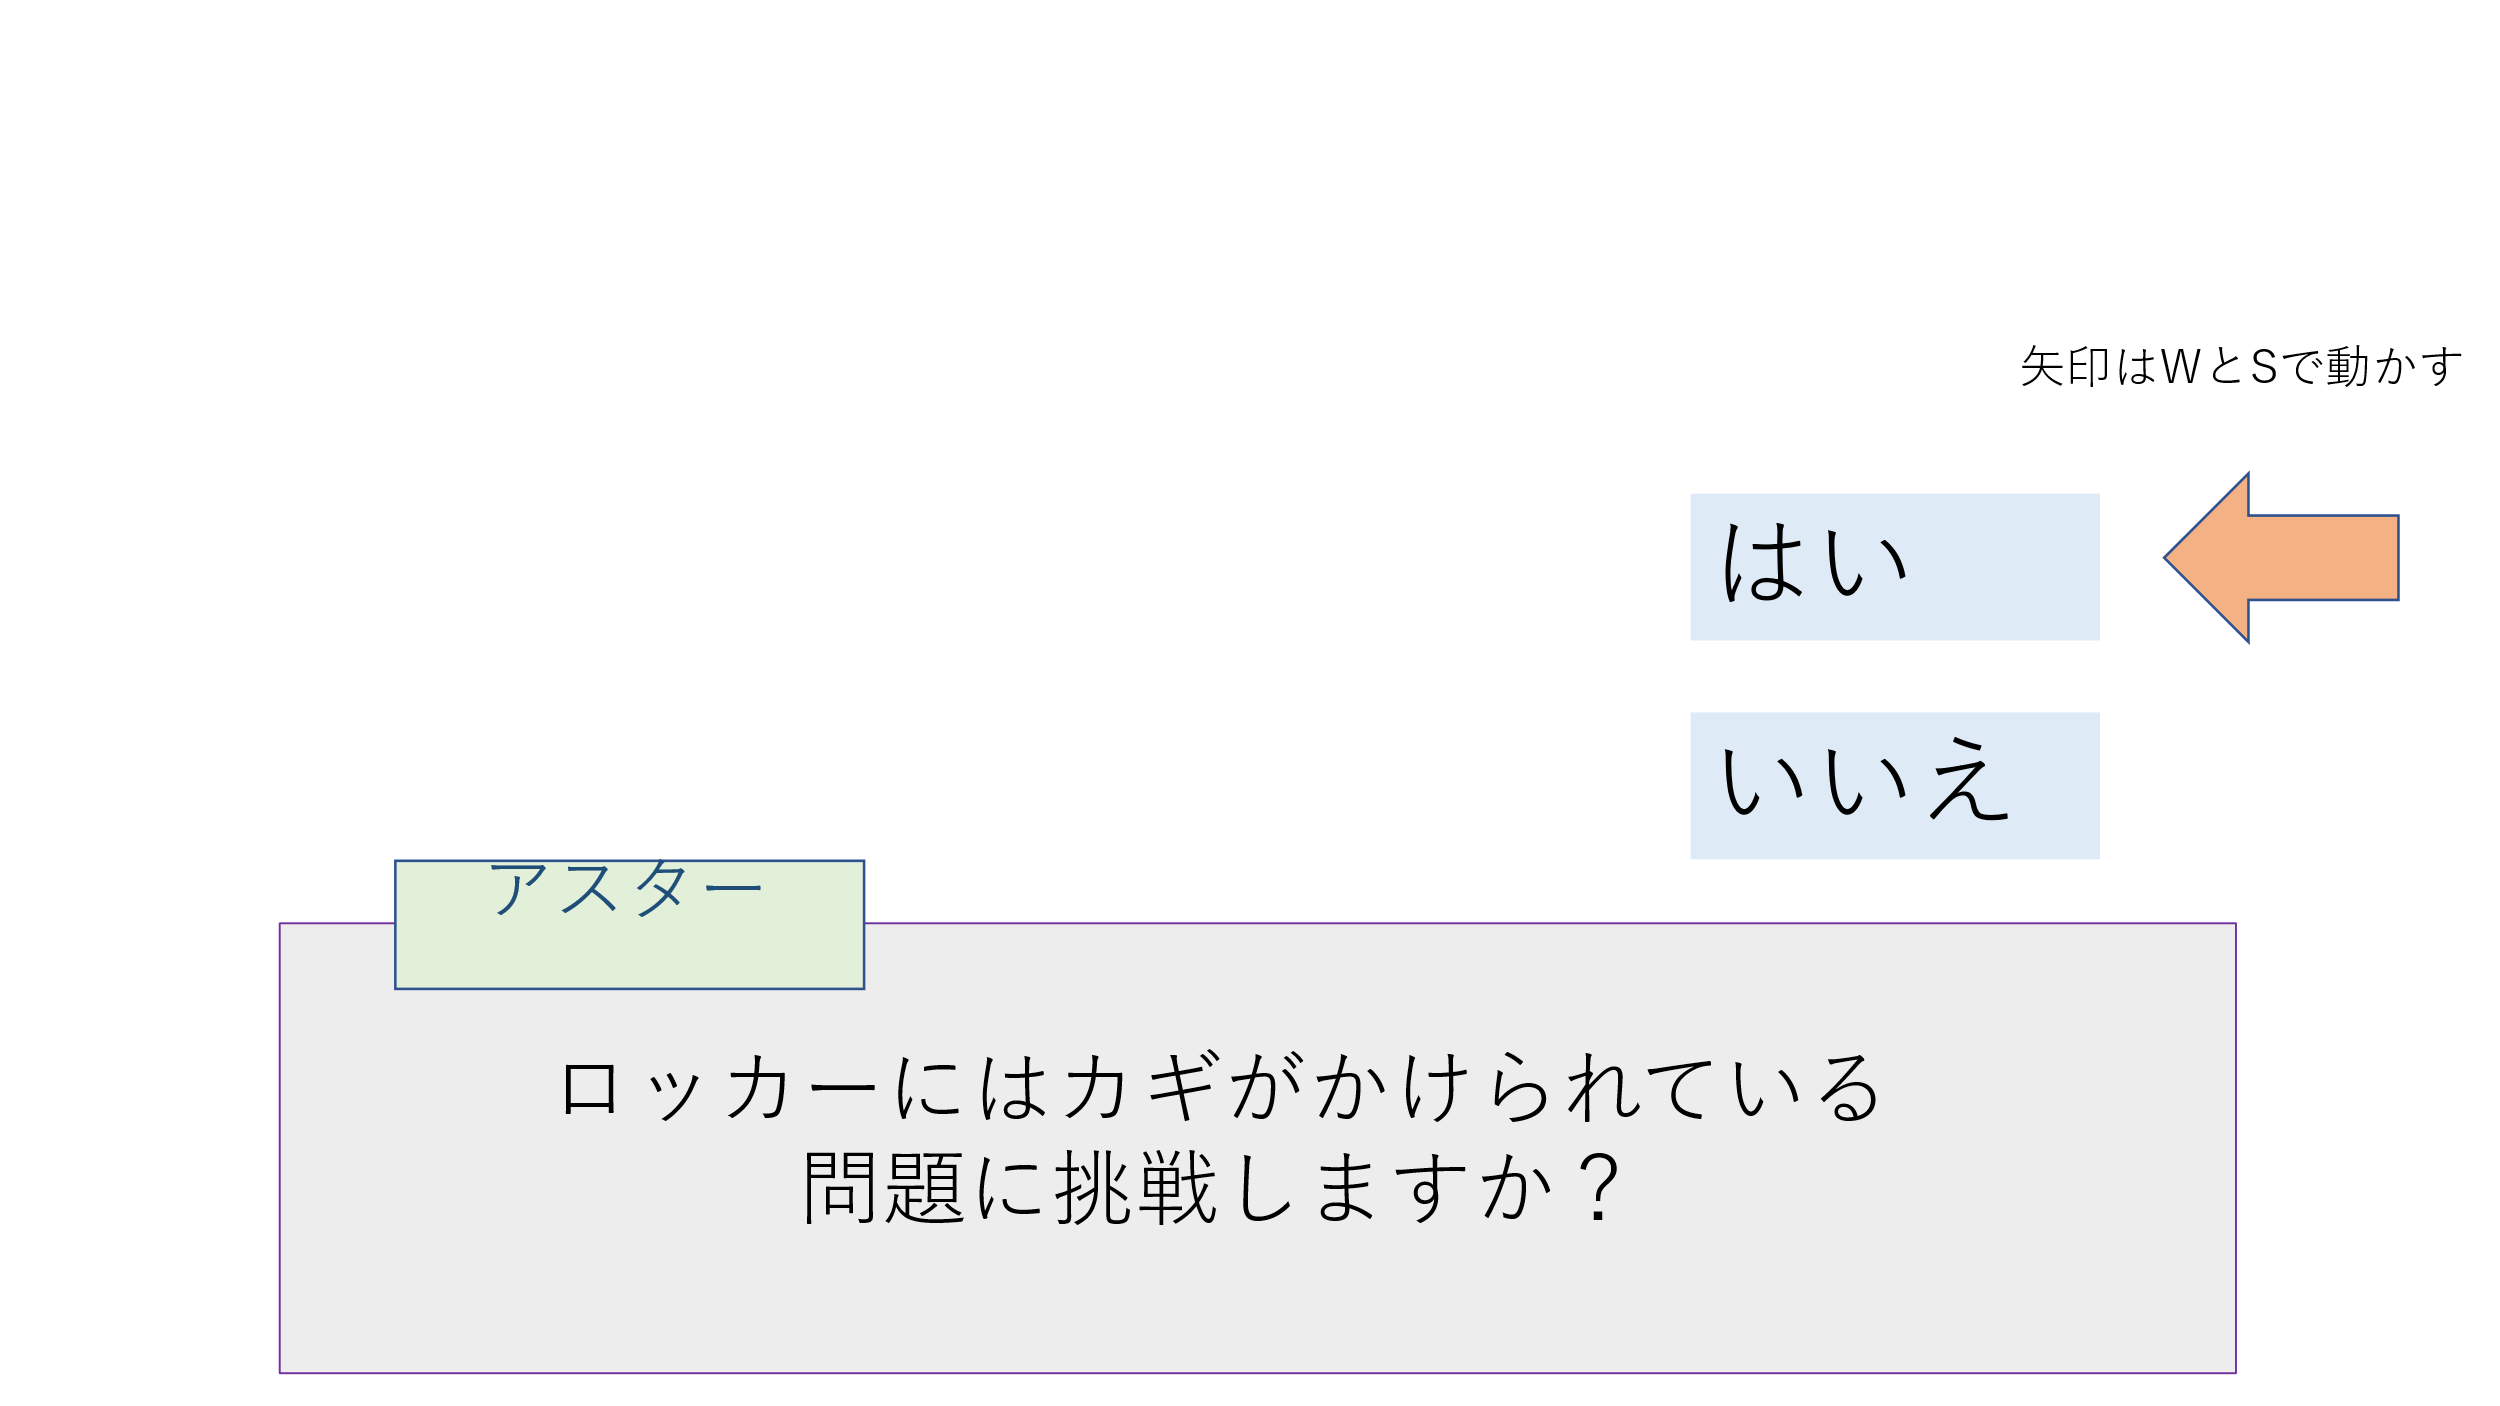 矢印はWとSで動かす
はい
いいえ
アスター
ロッカーにはカギがかけられている
問題に挑戦しますか？